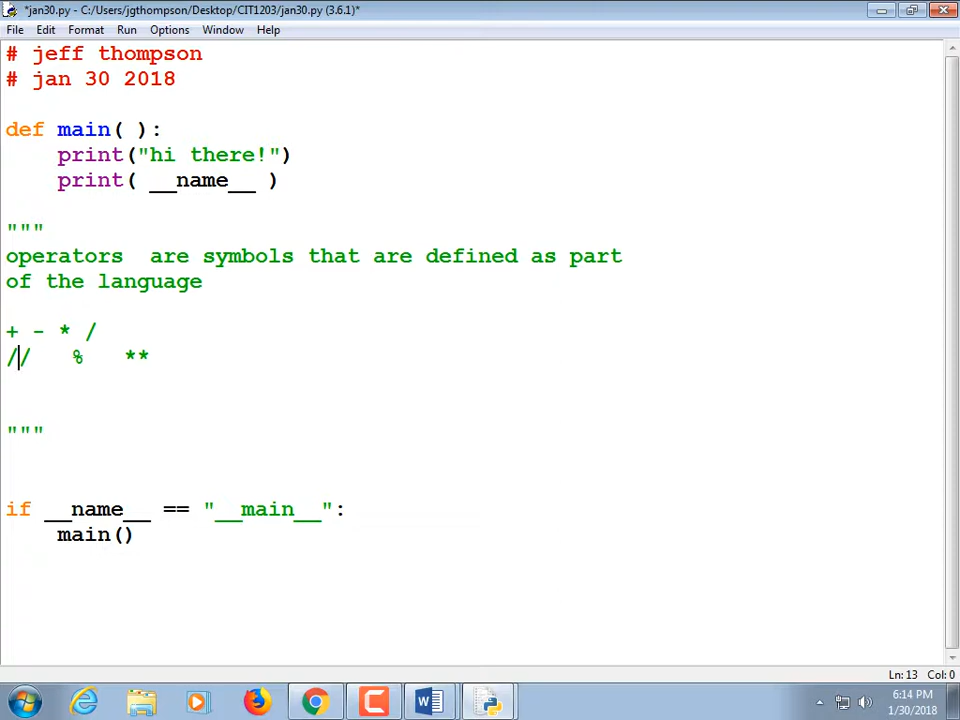 *jan30.py - C:/Users/jgthompson/Desktop/CIT1203/jan30.py (3.6.1)*
File Edit Format Run Options Window Help
# jeff thompson
# jan 30 2018
def main( ):
    print("hi there!")
    print( __name__ )
"""
operators  are symbols that are defined as part
of the language
+ - * /
//   %   **
"""
if __name__ == "__main__":
    main()
Ln: 13 Col: 0
6:14 PM
1/30/2018